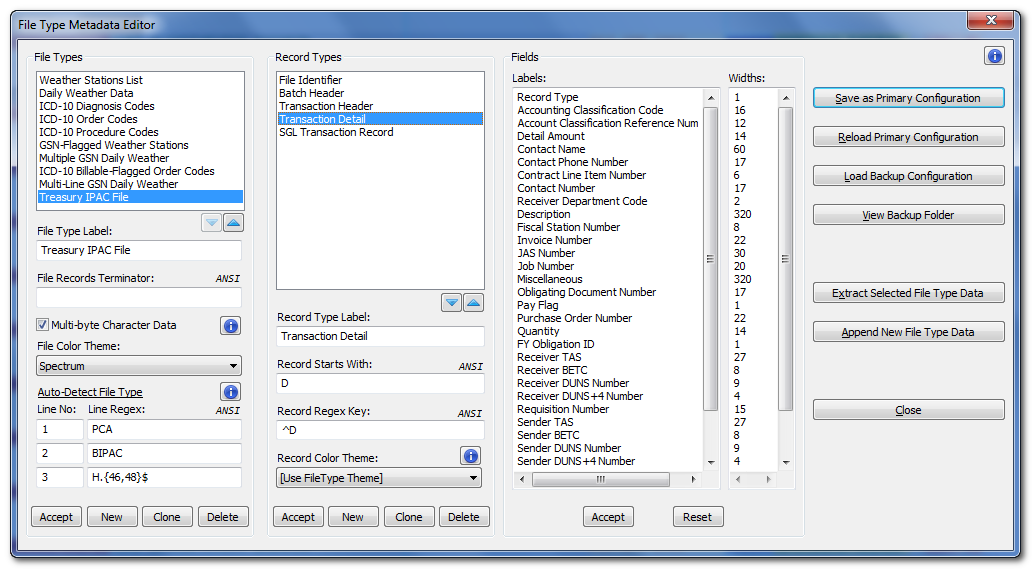 File Type Metadata Editor
File Types
Weather Stations List
Daily Weather Data
ICD-10 Diagnosis Codes
ICD-10 Order Codes
ICD-10 Procedure Codes
GSN-Flagged Weather Stations
Multiple GSN Daily Weather
ICD-10 Billable-Flagged Order Codes
Multi-Line GSN Daily Weather
Treasury IPAC File
File Type Label:
Treasury IPAC File
File Records Terminator: ANSI
Multi-byte Character Data
File Color Theme:
Spectrum
Auto-Detect File Type
Line No: Line Regex: ANSI
1 PCA
2 BIPAC
3 H.{46,48}$
Accept New Clone Delete
Record Types
File Identifier
Batch Header
Transaction Header
Transaction Detail
SGL Transaction Record
Record Type Label:
Transaction Detail
Record Starts With: ANSI
D
Record Regex Key: ANSI
^D
Record Color Theme:
[Use FileType Theme]
Accept New Clone Delete
Fields
Labels: Widths:
Record Type 1
Accounting Classification Code 16
Account Classification Reference Num 12
Detail Amount 14
Contact Name 60
Contact Phone Number 17
Contract Line Item Number 6
Contact Number 17
Receiver Department Code 2
Description 320
Fiscal Station Number 8
Invoice Number 22
JAS Number 30
Job Number 20
Miscellaneous 320
Obligating Document Number 17
Pay Flag 1
Purchase Order Number 22
Quantity 14
FY Obligation ID 1
Receiver TAS 27
Receiver BETC 8
Receiver DUNS Number 9
Receiver DUNS+4 Number 4
Requisition Number 15
Sender TAS 27
Sender BETC 8
Sender DUNS Number 9
Sender DUNS+4 Number 4
Accept Reset
Save as Primary Configuration
Reload Primary Configuration
Load Backup Configuration
View Backup Folder
Extract Selected File Type Data
Append New File Type Data
Close